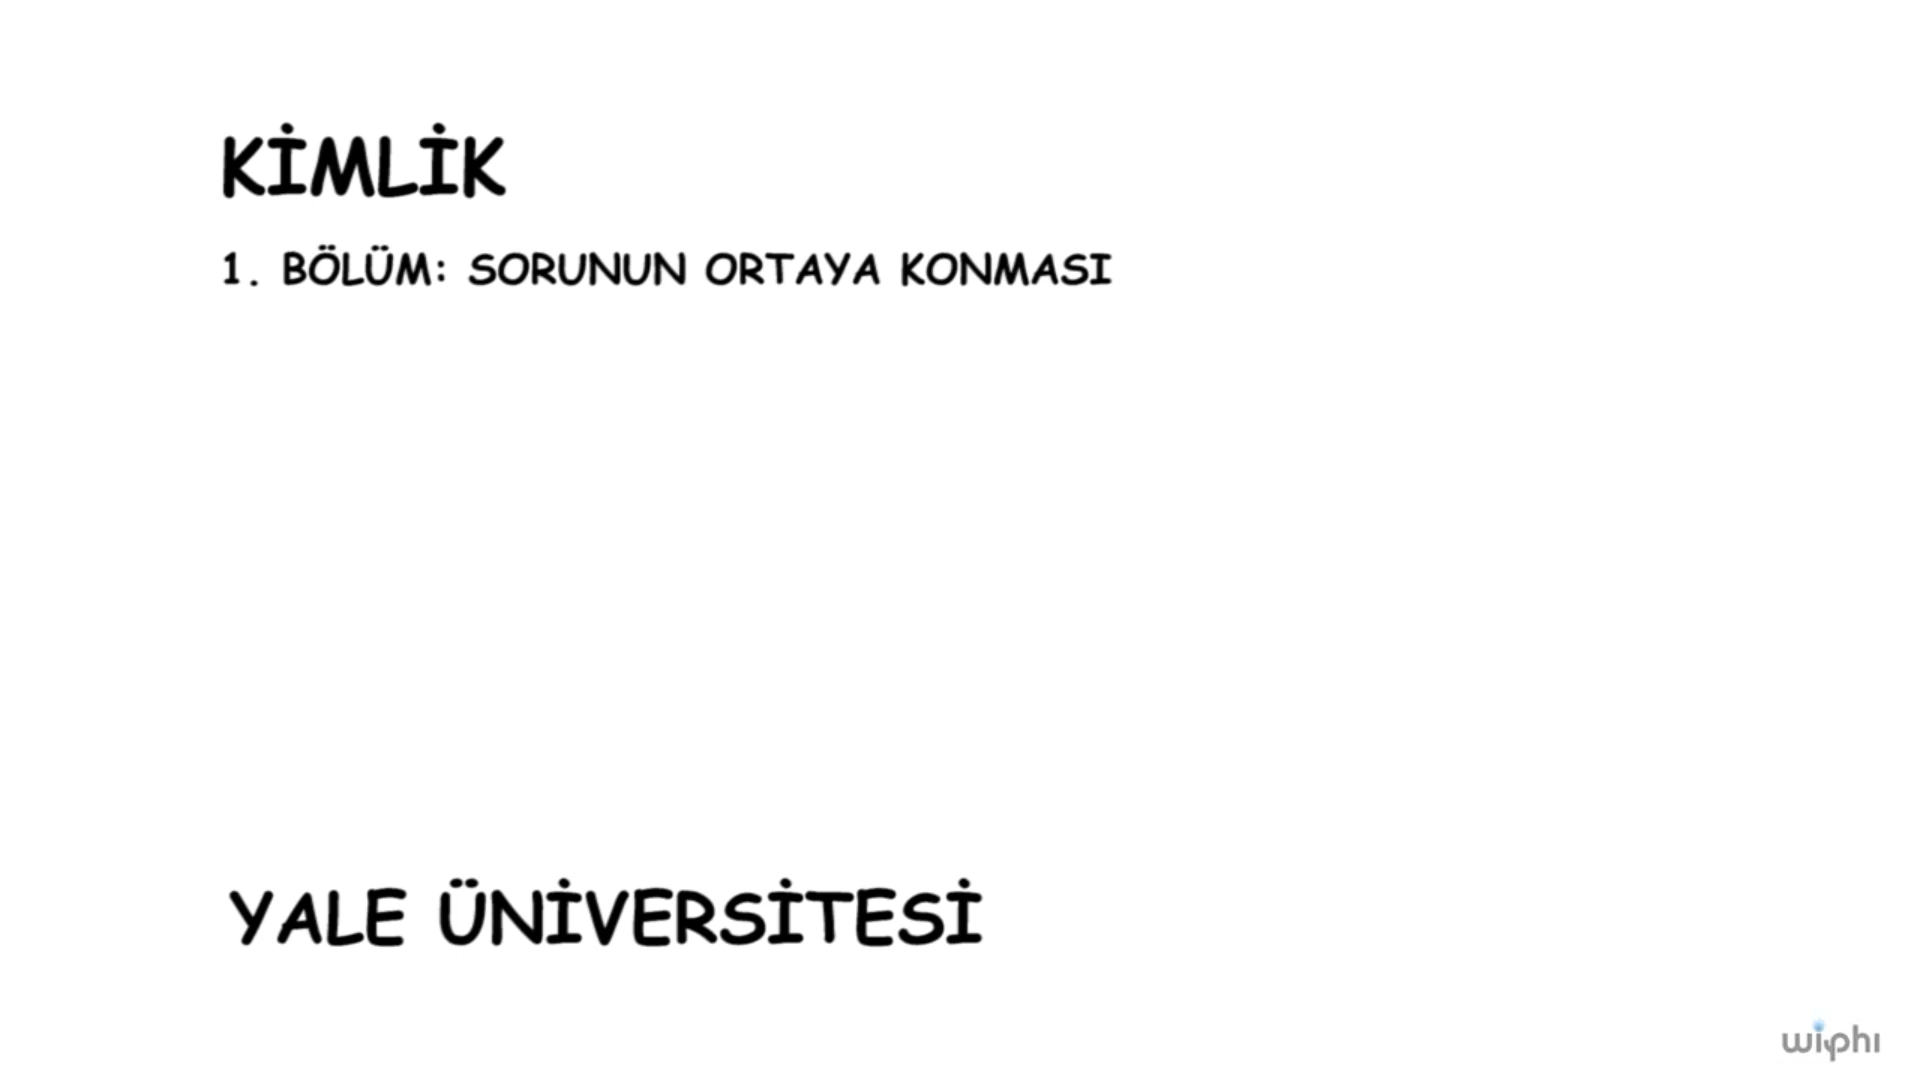 KİMLİK
1. BÖLÜM: SORUNUN ORTAYA KONMASI
YALE ÜNİVERSİTESİ
wiphi